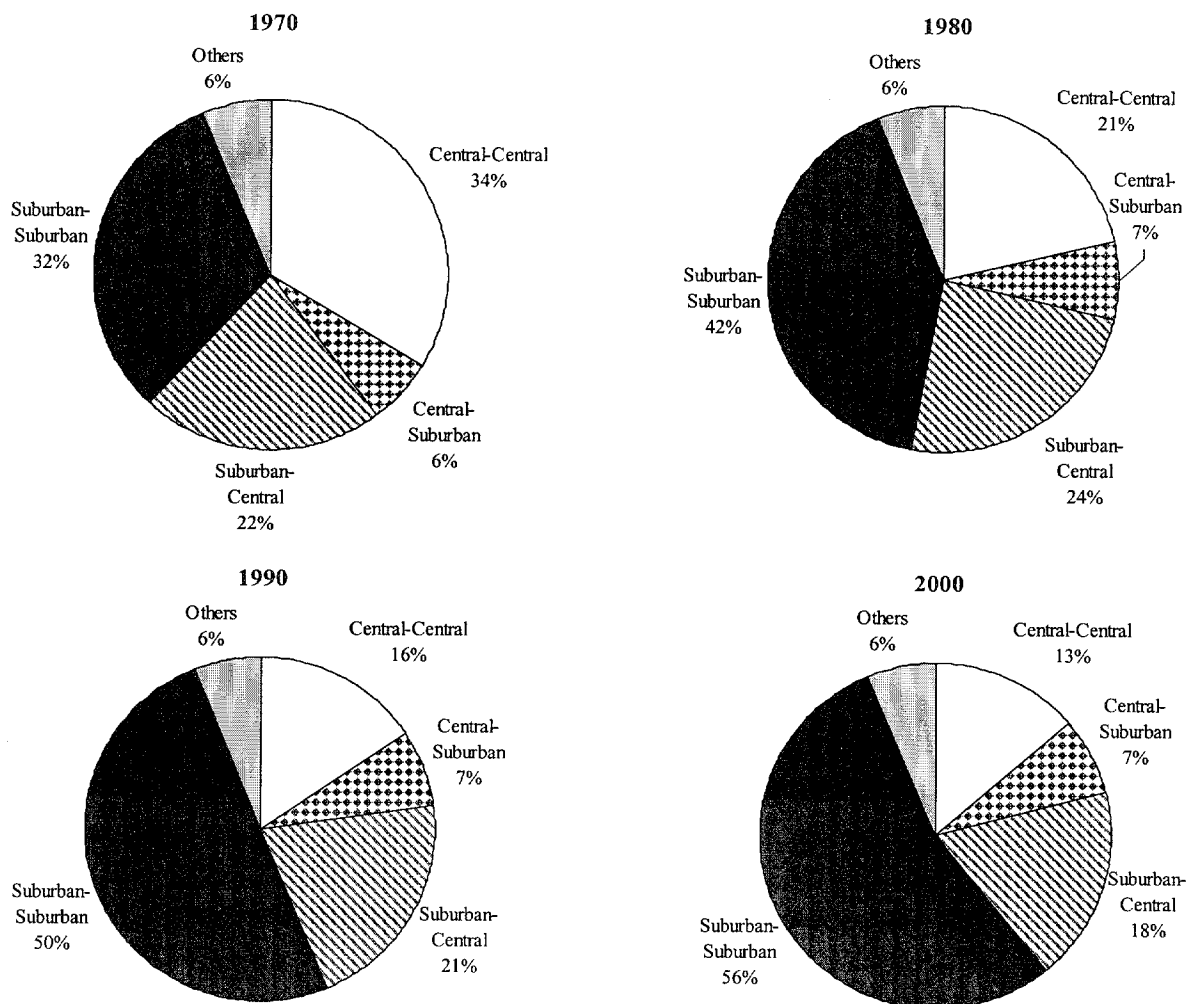 1970
Others
6%
Central-Central
34%
Suburban-
Suburban
32%
Central-
Suburban
6%
Suburban-
Central
22%
1980
Others
6%
Central-Central
21%
Central-
Suburban
7%
Suburban-
Suburban
42%
Suburban-
Central
24%
1990
Others
6%
Central-Central
16%
Central-
Suburban
7%
Suburban-
Suburban
50%
Suburban-
Central
21%
2000
Others
6%
Central-Central
13%
Central-
Suburban
7%
Suburban-
Central
18%
Suburban-
Suburban
56%